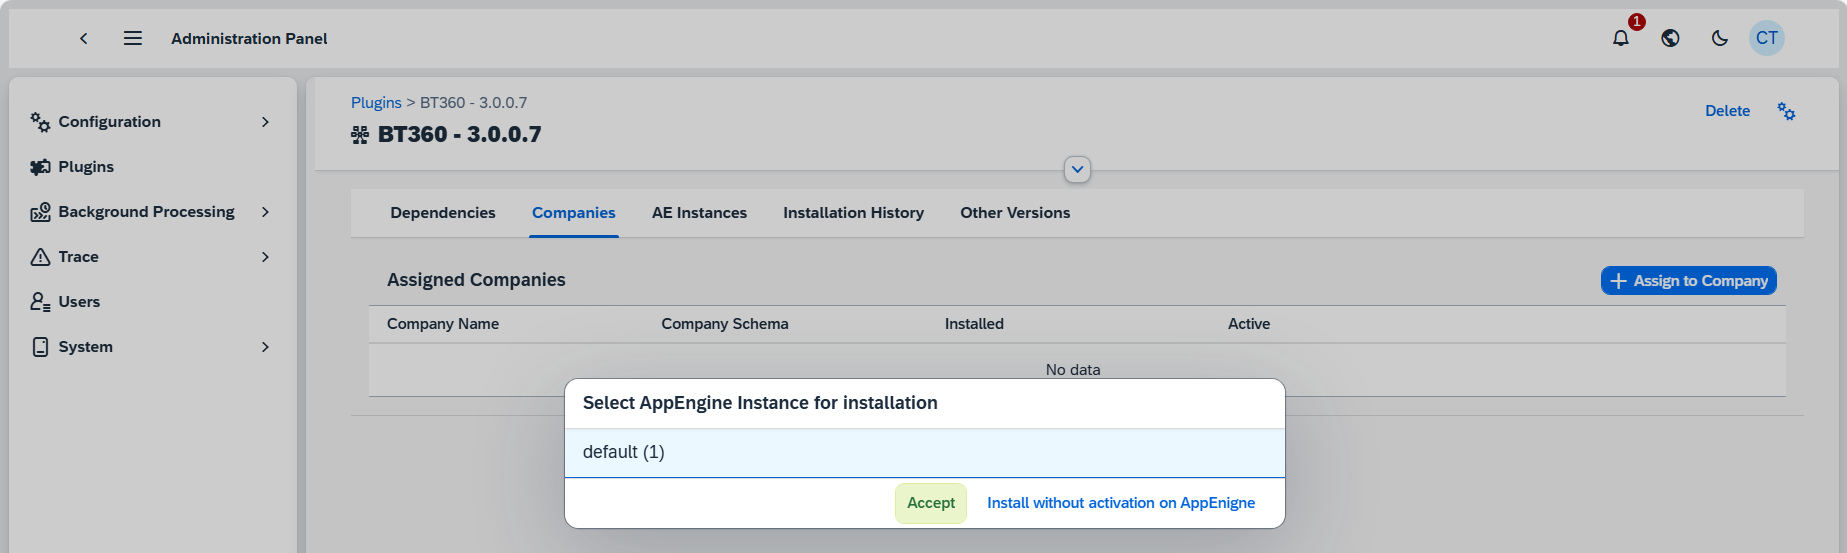 Administration Panel
1
CT
Configuration
Plugins
Background Processing
Trace
Users
System
Plugins > BT360 - 3.0.0.7
BT360 - 3.0.0.7
Delete
Dependencies Companies AE Instances Installation History Other Versions
Assigned Companies
Assign to Company
Company Name Company Schema Installed Active
No data
Select AppEngine Instance for installation
default (1)
Accept Install without activation on AppEnigne